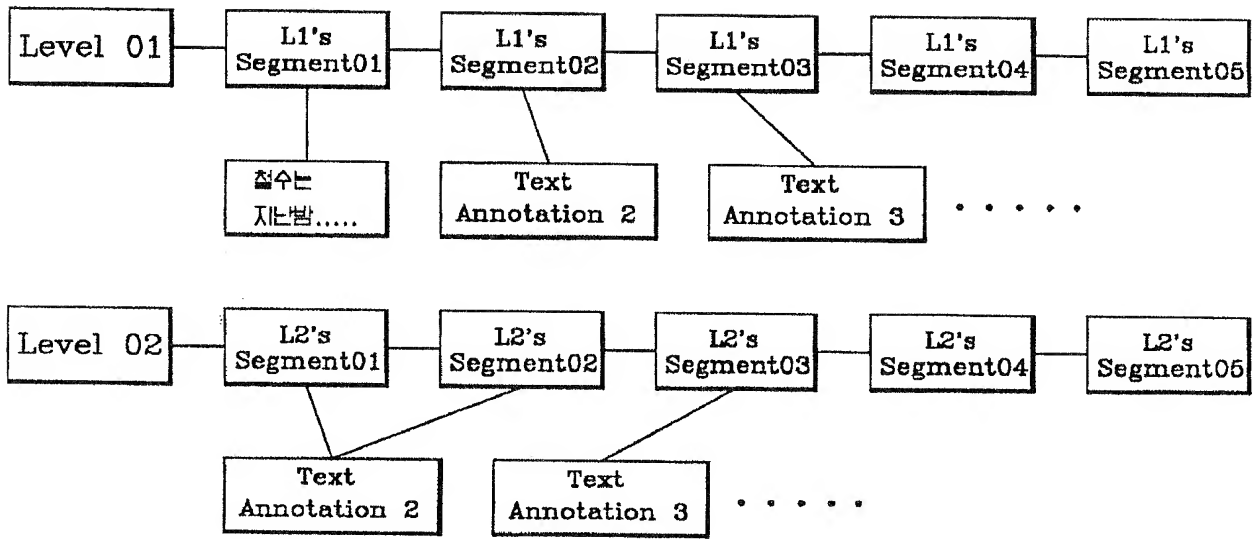 Level 01
L1's
Segment01
L1's
Segment02
L1's
Segment03
L1's
Segment04
L1's
Segment05
철수는
지난밤.....
Text
Annotation 2
Text
Annotation 3
. . . . .
Level 02
L2's
Segment01
L2's
Segment02
L2's
Segment03
L2's
Segment04
L2's
Segment05
Text
Annotation 2
Text
Annotation 3
. . . . .